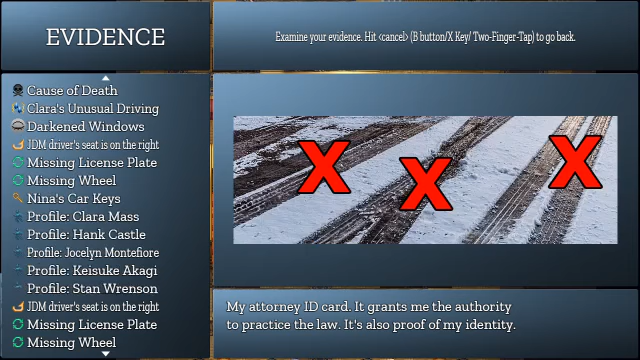 EVIDENCE
Examine your evidence. Hit <cancel> (B button/X Key/ Two-Finger-Tap) to go back.
Cause of Death
Clara's Unusual Driving
Darkened Windows
JDM driver's seat is on the right
Missing License Plate
Missing Wheel
Nina's Car Keys
Profile: Clara Mass
Profile: Hank Castle
Profile: Jocelyn Montefiore
Profile: Keisuke Akagi
Profile: Stan Wrenson
JDM driver's seat is on the right
Missing License Plate
Missing Wheel
X X X
My attorney ID card. It grants me the authority
to practice the law. It's also proof of my identity.